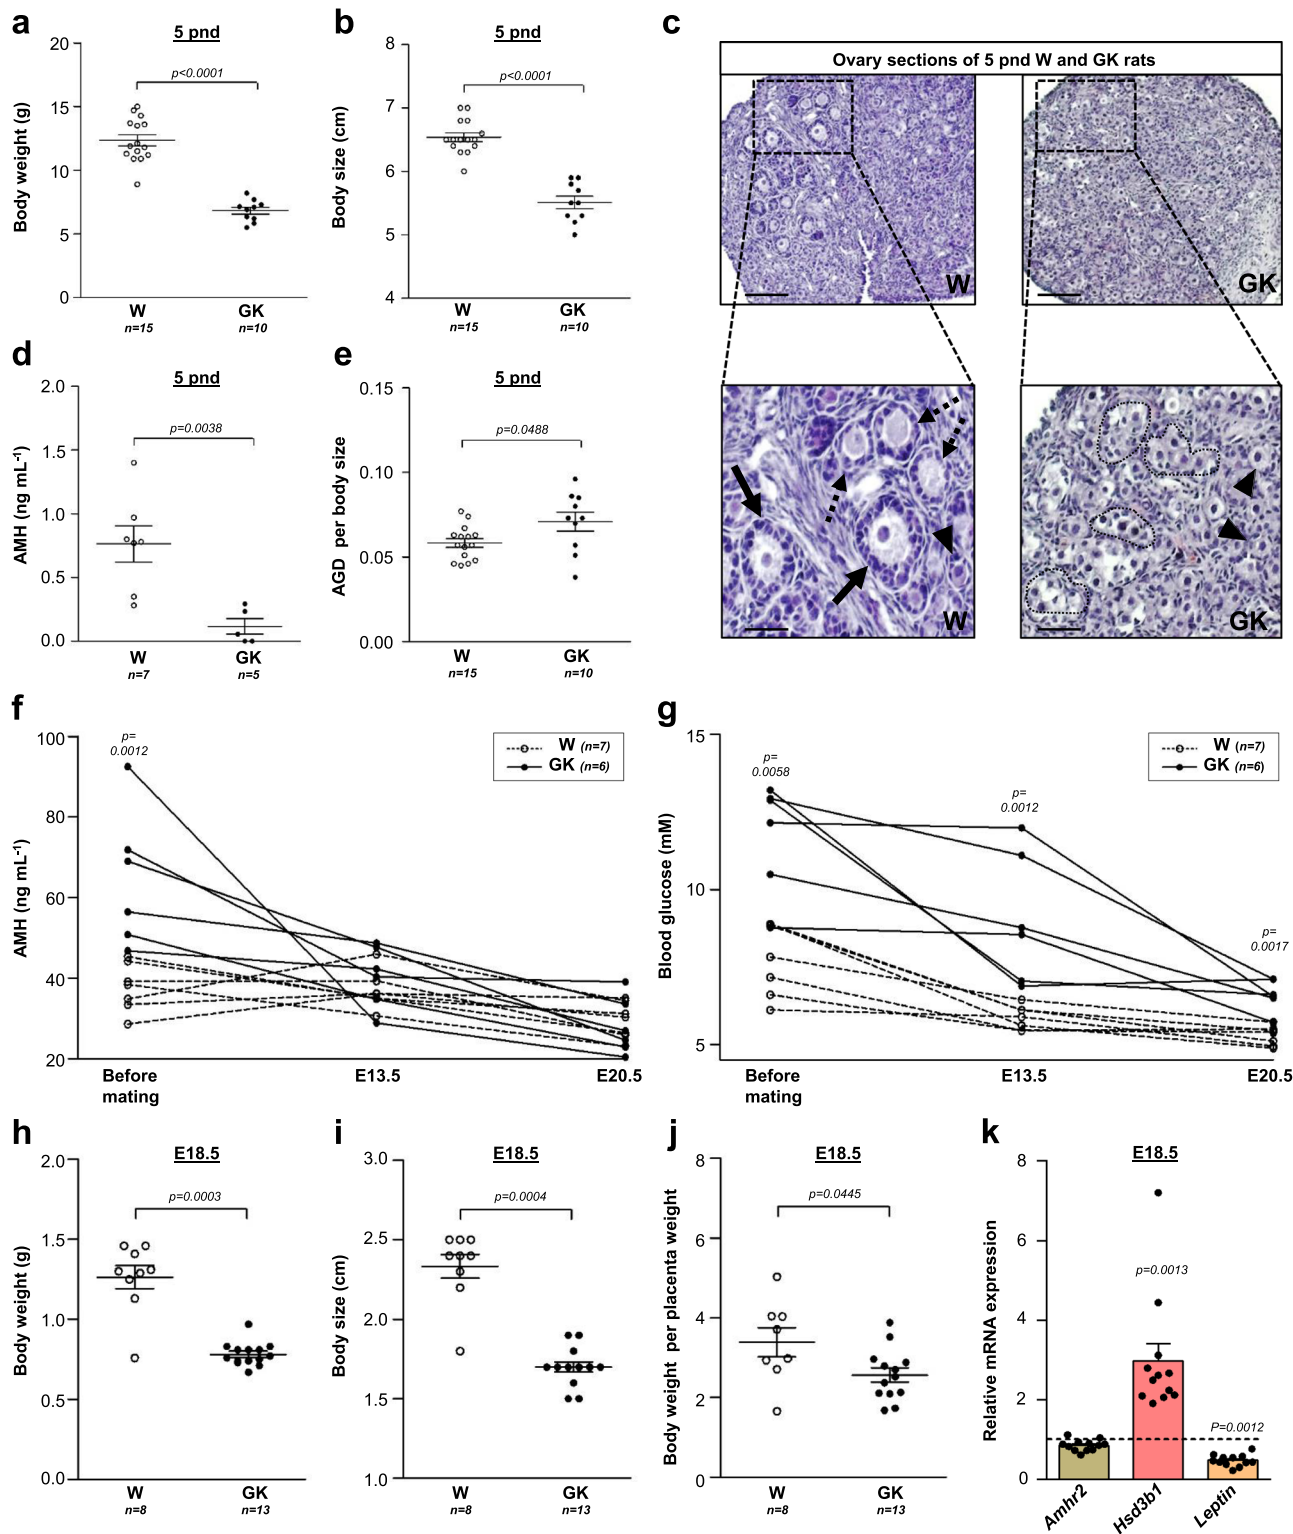 a
5 pnd
20
15
10
5
0
Body weight (g)
p<0.0001
W
GK
n=15
n=10
b
5 pnd
8
7
6
5
4
Body size (cm)
p<0.0001
W
GK
n=15
n=10
c
Ovary sections of 5 pnd W and GK rats
W
GK
W
GK
d
5 pnd
2.0
1.5
1.0
0.5
0.0
AMH (ng mL-1)
p=0.0038
W
GK
n=7
n=5
e
5 pnd
0.15
0.10
0.05
0.00
AGD per body size
p=0.0488
W
GK
n=15
n=10
f
100
80
60
40
20
AMH (ng mL-1)
p=
0.0012
W (n=7)
GK (n=6)
Before
mating
E13.5
E20.5
g
15
10
5
Blood glucose (mM)
p=
0.0058
p=
0.0012
p=
0.0017
W (n=7)
GK (n=6)
Before
mating
E13.5
E20.5
h
E18.5
2.0
1.5
1.0
0.5
0.0
Body weight (g)
p=0.0003
W
GK
n=8
n=13
i
E18.5
3.0
2.5
2.0
1.5
1.0
Body size (cm)
p=0.0004
W
GK
n=8
n=13
j
E18.5
8
6
4
2
0
Body weight per placenta weight
p=0.0445
W
GK
n=8
n=13
k
E18.5
8
6
4
2
0
Relative mRNA expression
p=0.0013
P=0.0012
Amhr2
Hsd3b1
Leptin